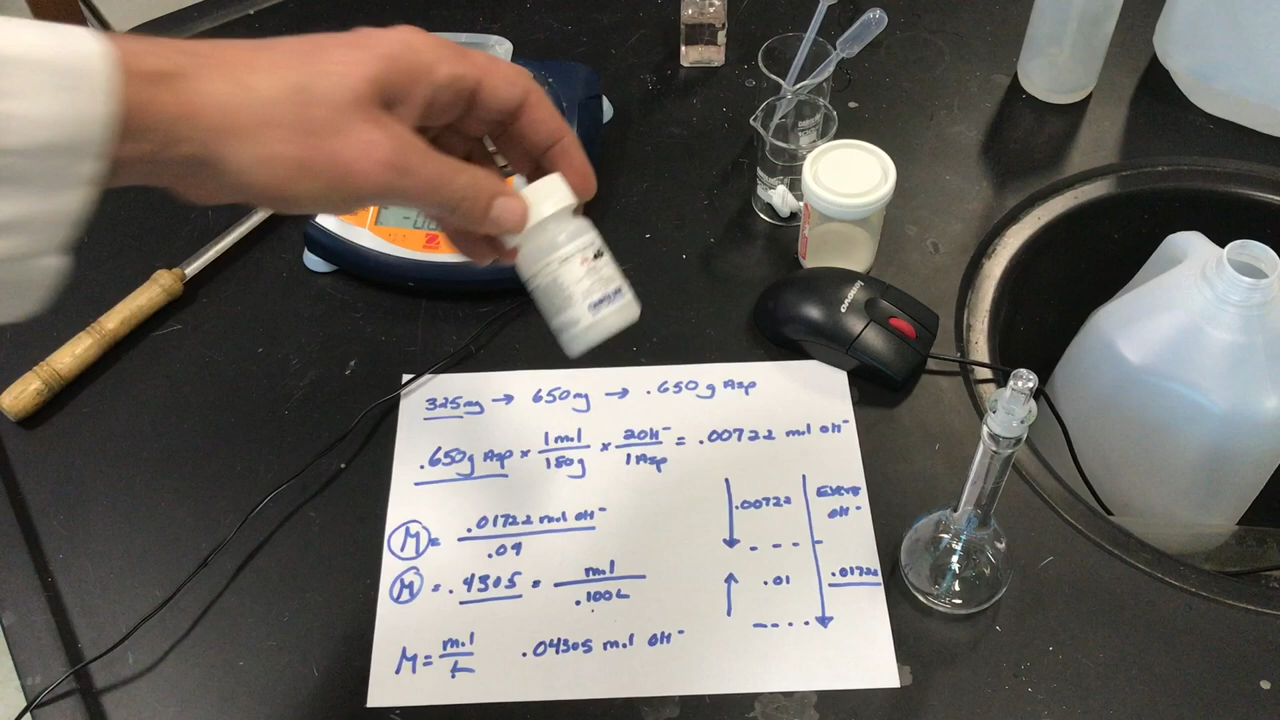 325mg → 650mg → .650g Asp
.650g Asp × 1mol/180g × 2OH⁻/1Asp = .00722 mol OH⁻
M = .01722 mol OH⁻/.04
M = .4305 = mol/.100L
M = mol/L .04305 mol OH⁻
.00722
.01
OH⁻
.01722
lenovo